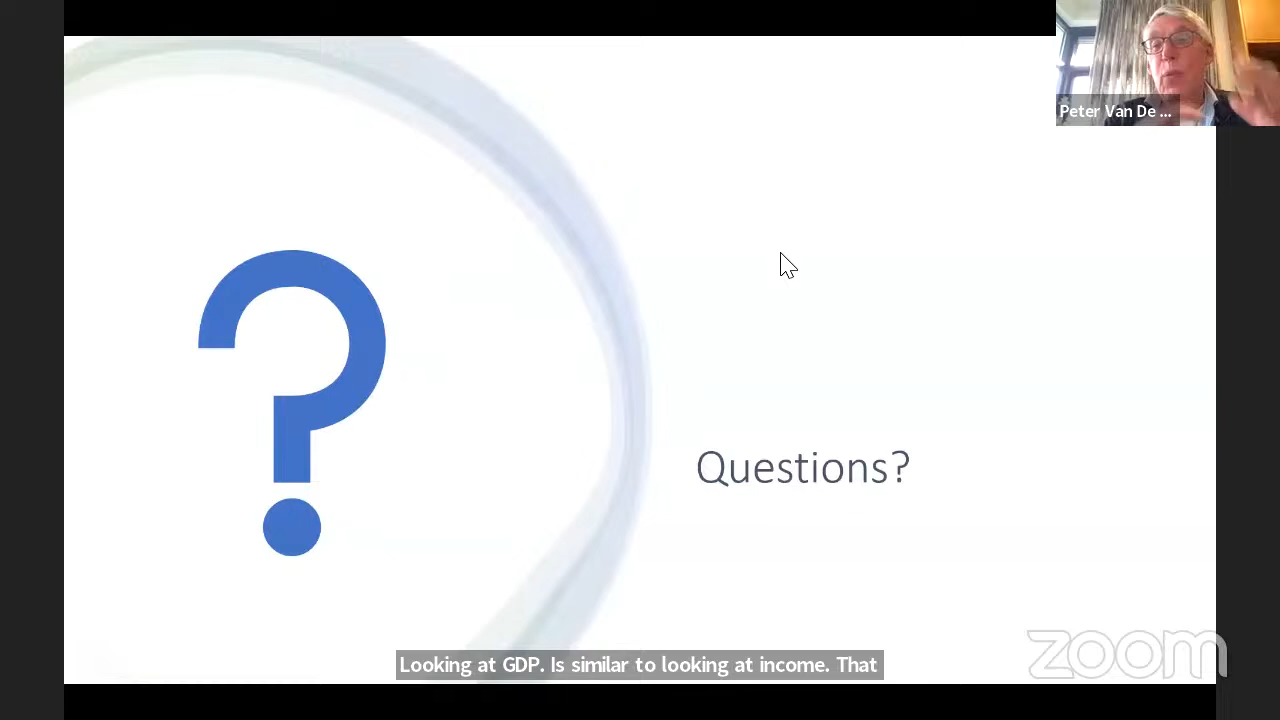 Peter Van De ...
?
Questions?
Looking at GDP. Is similar to looking at income. That
zoom